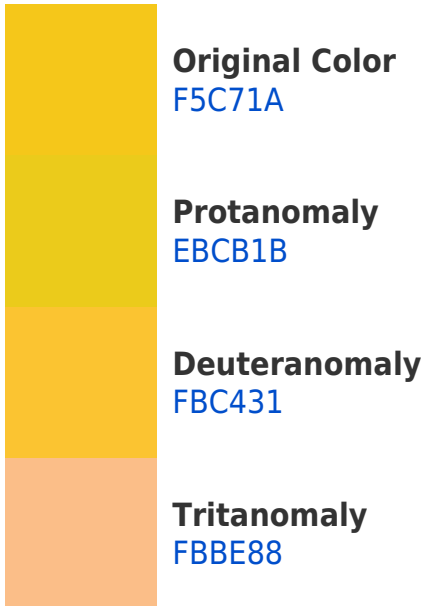 Original Color
F5C71A
Protanomaly
EBCB1B
Deuteranomaly
FBC431
Tritanomaly
FBBE88